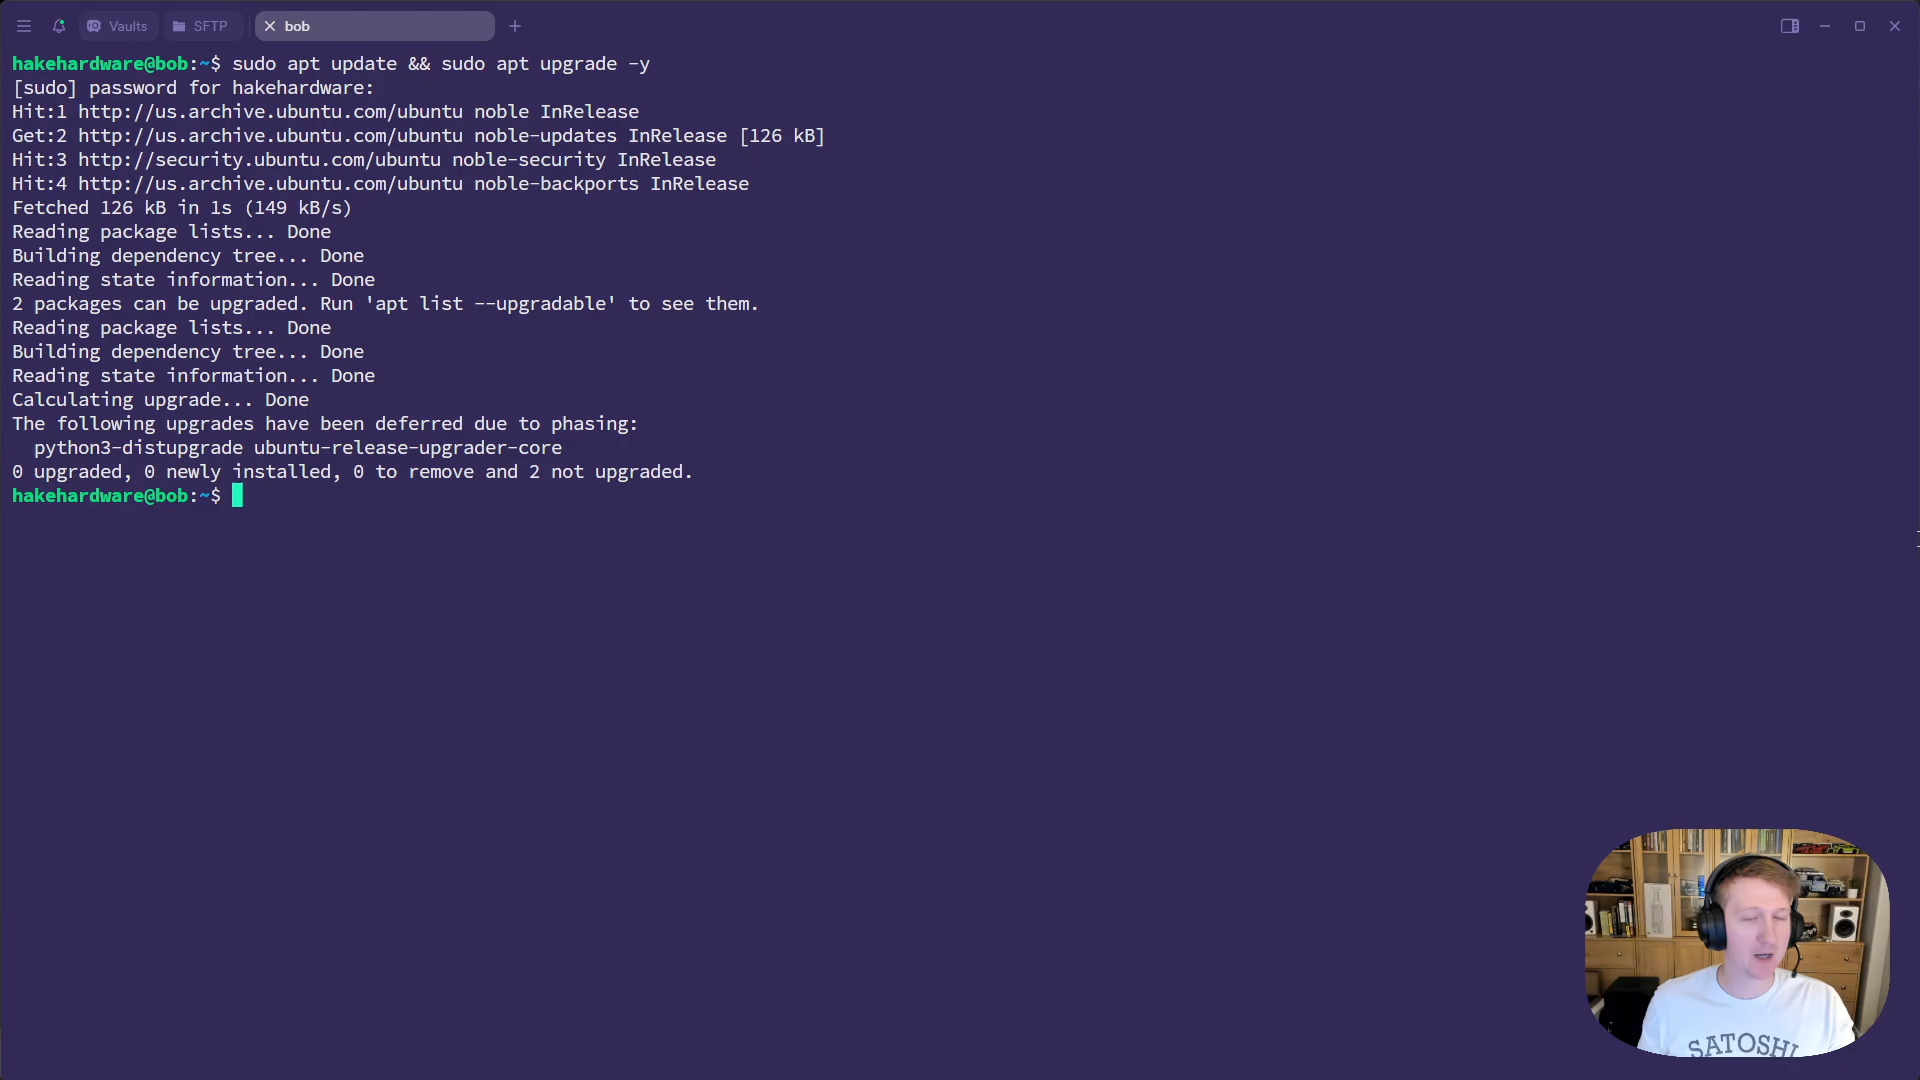 Vaults
SFTP
bob
hakehardware@bob:~$ sudo apt update && sudo apt upgrade -y
[sudo] password for hakehardware:
Hit:1 http://us.archive.ubuntu.com/ubuntu noble InRelease
Get:2 http://us.archive.ubuntu.com/ubuntu noble-updates InRelease [126 kB]
Hit:3 http://security.ubuntu.com/ubuntu noble-security InRelease
Hit:4 http://us.archive.ubuntu.com/ubuntu noble-backports InRelease
Fetched 126 kB in 1s (149 kB/s)
Reading package lists... Done
Building dependency tree... Done
Reading state information... Done
2 packages can be upgraded. Run 'apt list --upgradable' to see them.
Reading package lists... Done
Building dependency tree... Done
Reading state information... Done
Calculating upgrade... Done
The following upgrades have been deferred due to phasing:
  python3-distupgrade ubuntu-release-upgrader-core
0 upgraded, 0 newly installed, 0 to remove and 2 not upgraded.
hakehardware@bob:~$
SATOSHI